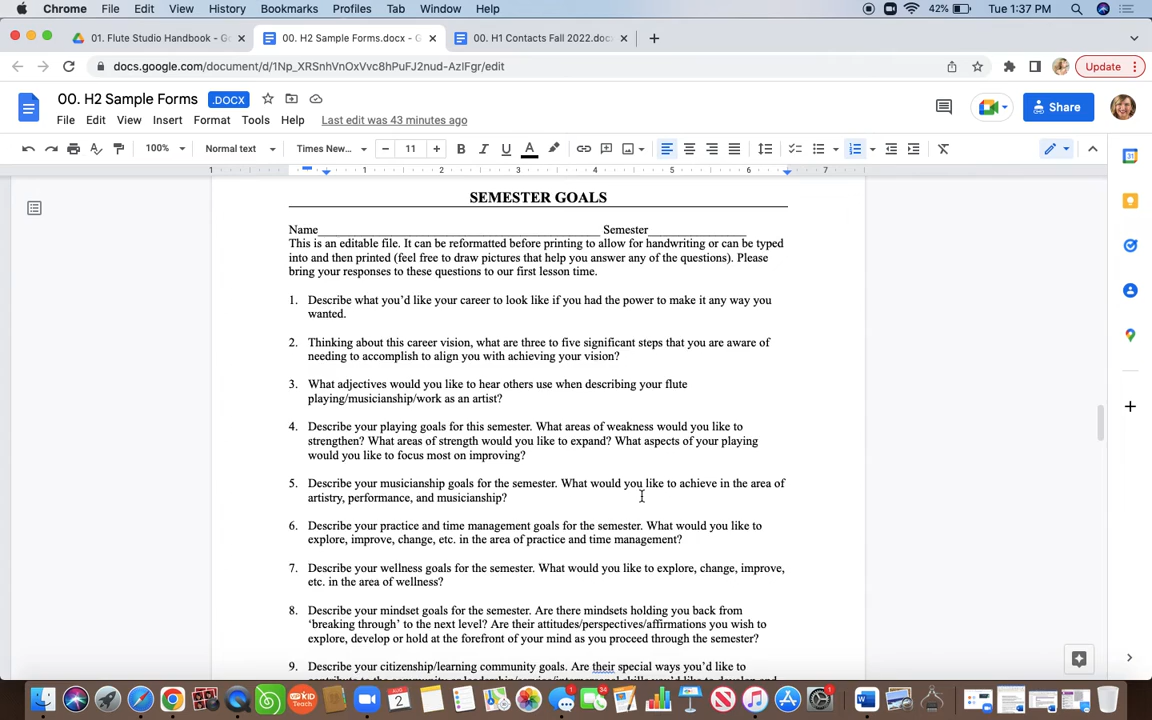 Chrome File Edit View History Bookmarks Profiles Tab Window Help 42% Tue 1:37 PM
01. Flute Studio Handbook - Go 00. H2 Sample Forms.docx - G 00. H1 Contacts Fall 2022.docx
docs.google.com/document/d/1Np_XRSnhVnOxVvc8hPuFJ2nud-AzIFgr/edit Update
00. H2 Sample Forms .DOCX Share
File Edit View Insert Format Tools Help Last edit was 43 minutes ago
100% Normal text Times New... 11 B I U A
1 1 2 3 4 5 6 7
SEMESTER GOALS
Name________________________________________ Semester______________
This is an editable file. It can be reformatted before printing to allow for handwriting or can be typed
into and then printed (feel free to draw pictures that help you answer any of the questions). Please
bring your responses to these questions to our first lesson time.
1. Describe what you’d like your career to look like if you had the power to make it any way you
wanted.
2. Thinking about this career vision, what are three to five significant steps that you are aware of
needing to accomplish to align you with achieving your vision?
3. What adjectives would you like to hear others use when describing your flute
playing/musicianship/work as an artist?
4. Describe your playing goals for this semester. What areas of weakness would you like to
strengthen? What areas of strength would you like to expand? What aspects of your playing
would you like to focus most on improving?
5. Describe your musicianship goals for the semester. What would you like to achieve in the area of
artistry, performance, and musicianship?
6. Describe your practice and time management goals for the semester. What would you like to
explore, improve, change, etc. in the area of practice and time management?
7. Describe your wellness goals for the semester. What would you like to explore, change, improve,
etc. in the area of wellness?
8. Describe your mindset goals for the semester. Are there mindsets holding you back from
‘breaking through’ to the next level? Are their attitudes/perspectives/affirmations you wish to
explore, develop or hold at the forefront of your mind as you proceed through the semester?
9. Describe your citizenship/learning community goals. Are their special ways you’d like to